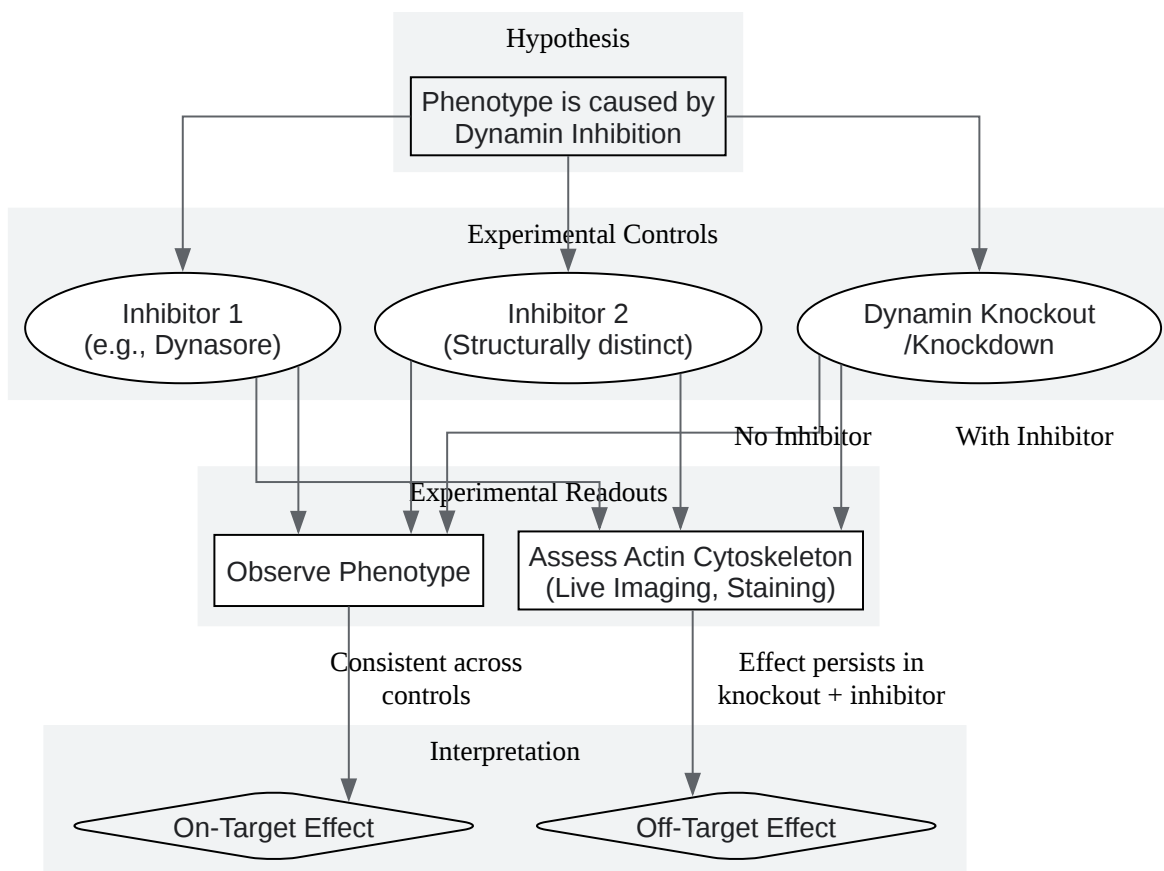 Hypothesis
Phenotype is caused by
Dynamin Inhibition
Experimental Controls
Inhibitor 1
(e.g., Dynasore)
Inhibitor 2
(Structurally distinct)
Dynamin Knockout
/Knockdown
No Inhibitor
With Inhibitor
Experimental Readouts
Observe Phenotype
Assess Actin Cytoskeleton
(Live Imaging, Staining)
Consistent across
controls
Effect persists in
knockout + inhibitor
Interpretation
On-Target Effect
Off-Target Effect